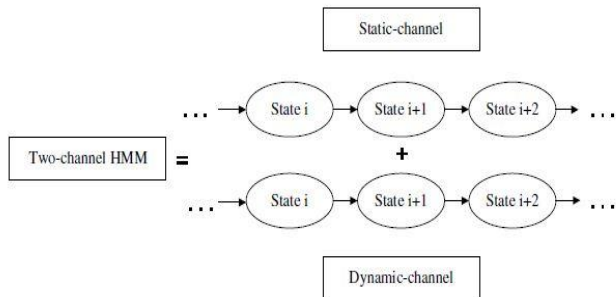 Static-channel
... State i State i+1 State i+2 ...
Two-channel HMM = +
... State i State i+1 State i+2 ...
Dynamic-channel